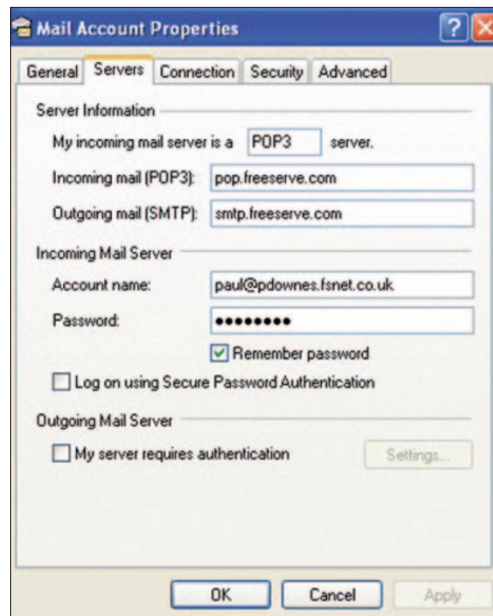 Mail Account Properties
General Servers Connection Security Advanced
Server Information
My incoming mail server is a POP3 server.
Incoming mail (POP3): pop.freeserve.com
Outgoing mail (SMTP): smtp.freeserve.com
Incoming Mail Server
Account name: paul@pdownes.fsnet.co.uk
Password: ●●●●●●●●
Remember password
Log on using Secure Password Authentication
Outgoing Mail Server
My server requires authentication Settings...
OK Cancel Apply